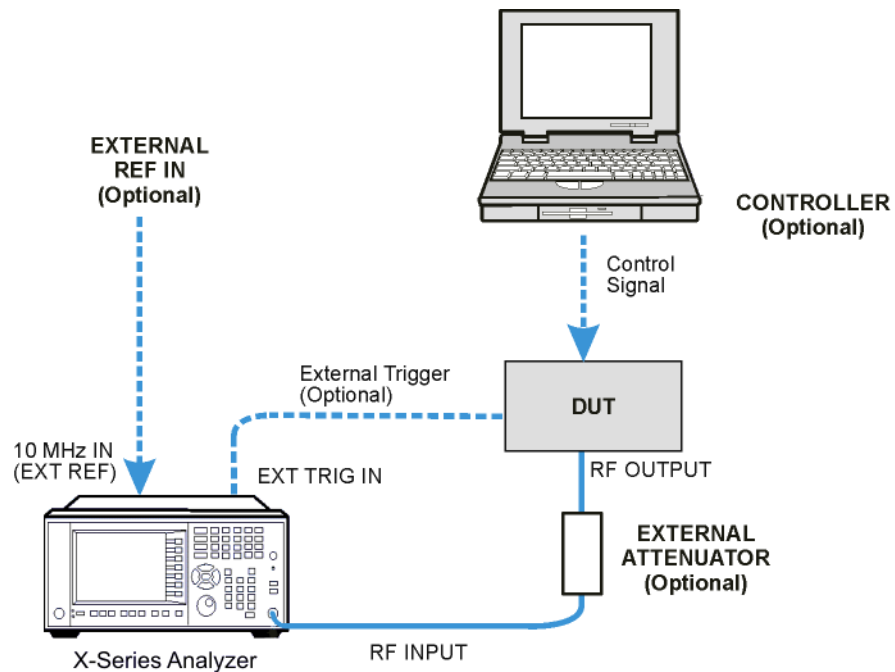 EXTERNAL
REF IN
(Optional)
CONTROLLER
(Optional)
Control
Signal
External Trigger
(Optional)
DUT
10 MHz IN
(EXT REF)
EXT TRIG IN
RF OUTPUT
EXTERNAL
ATTENUATOR
(Optional)
RF INPUT
X-Series Analyzer